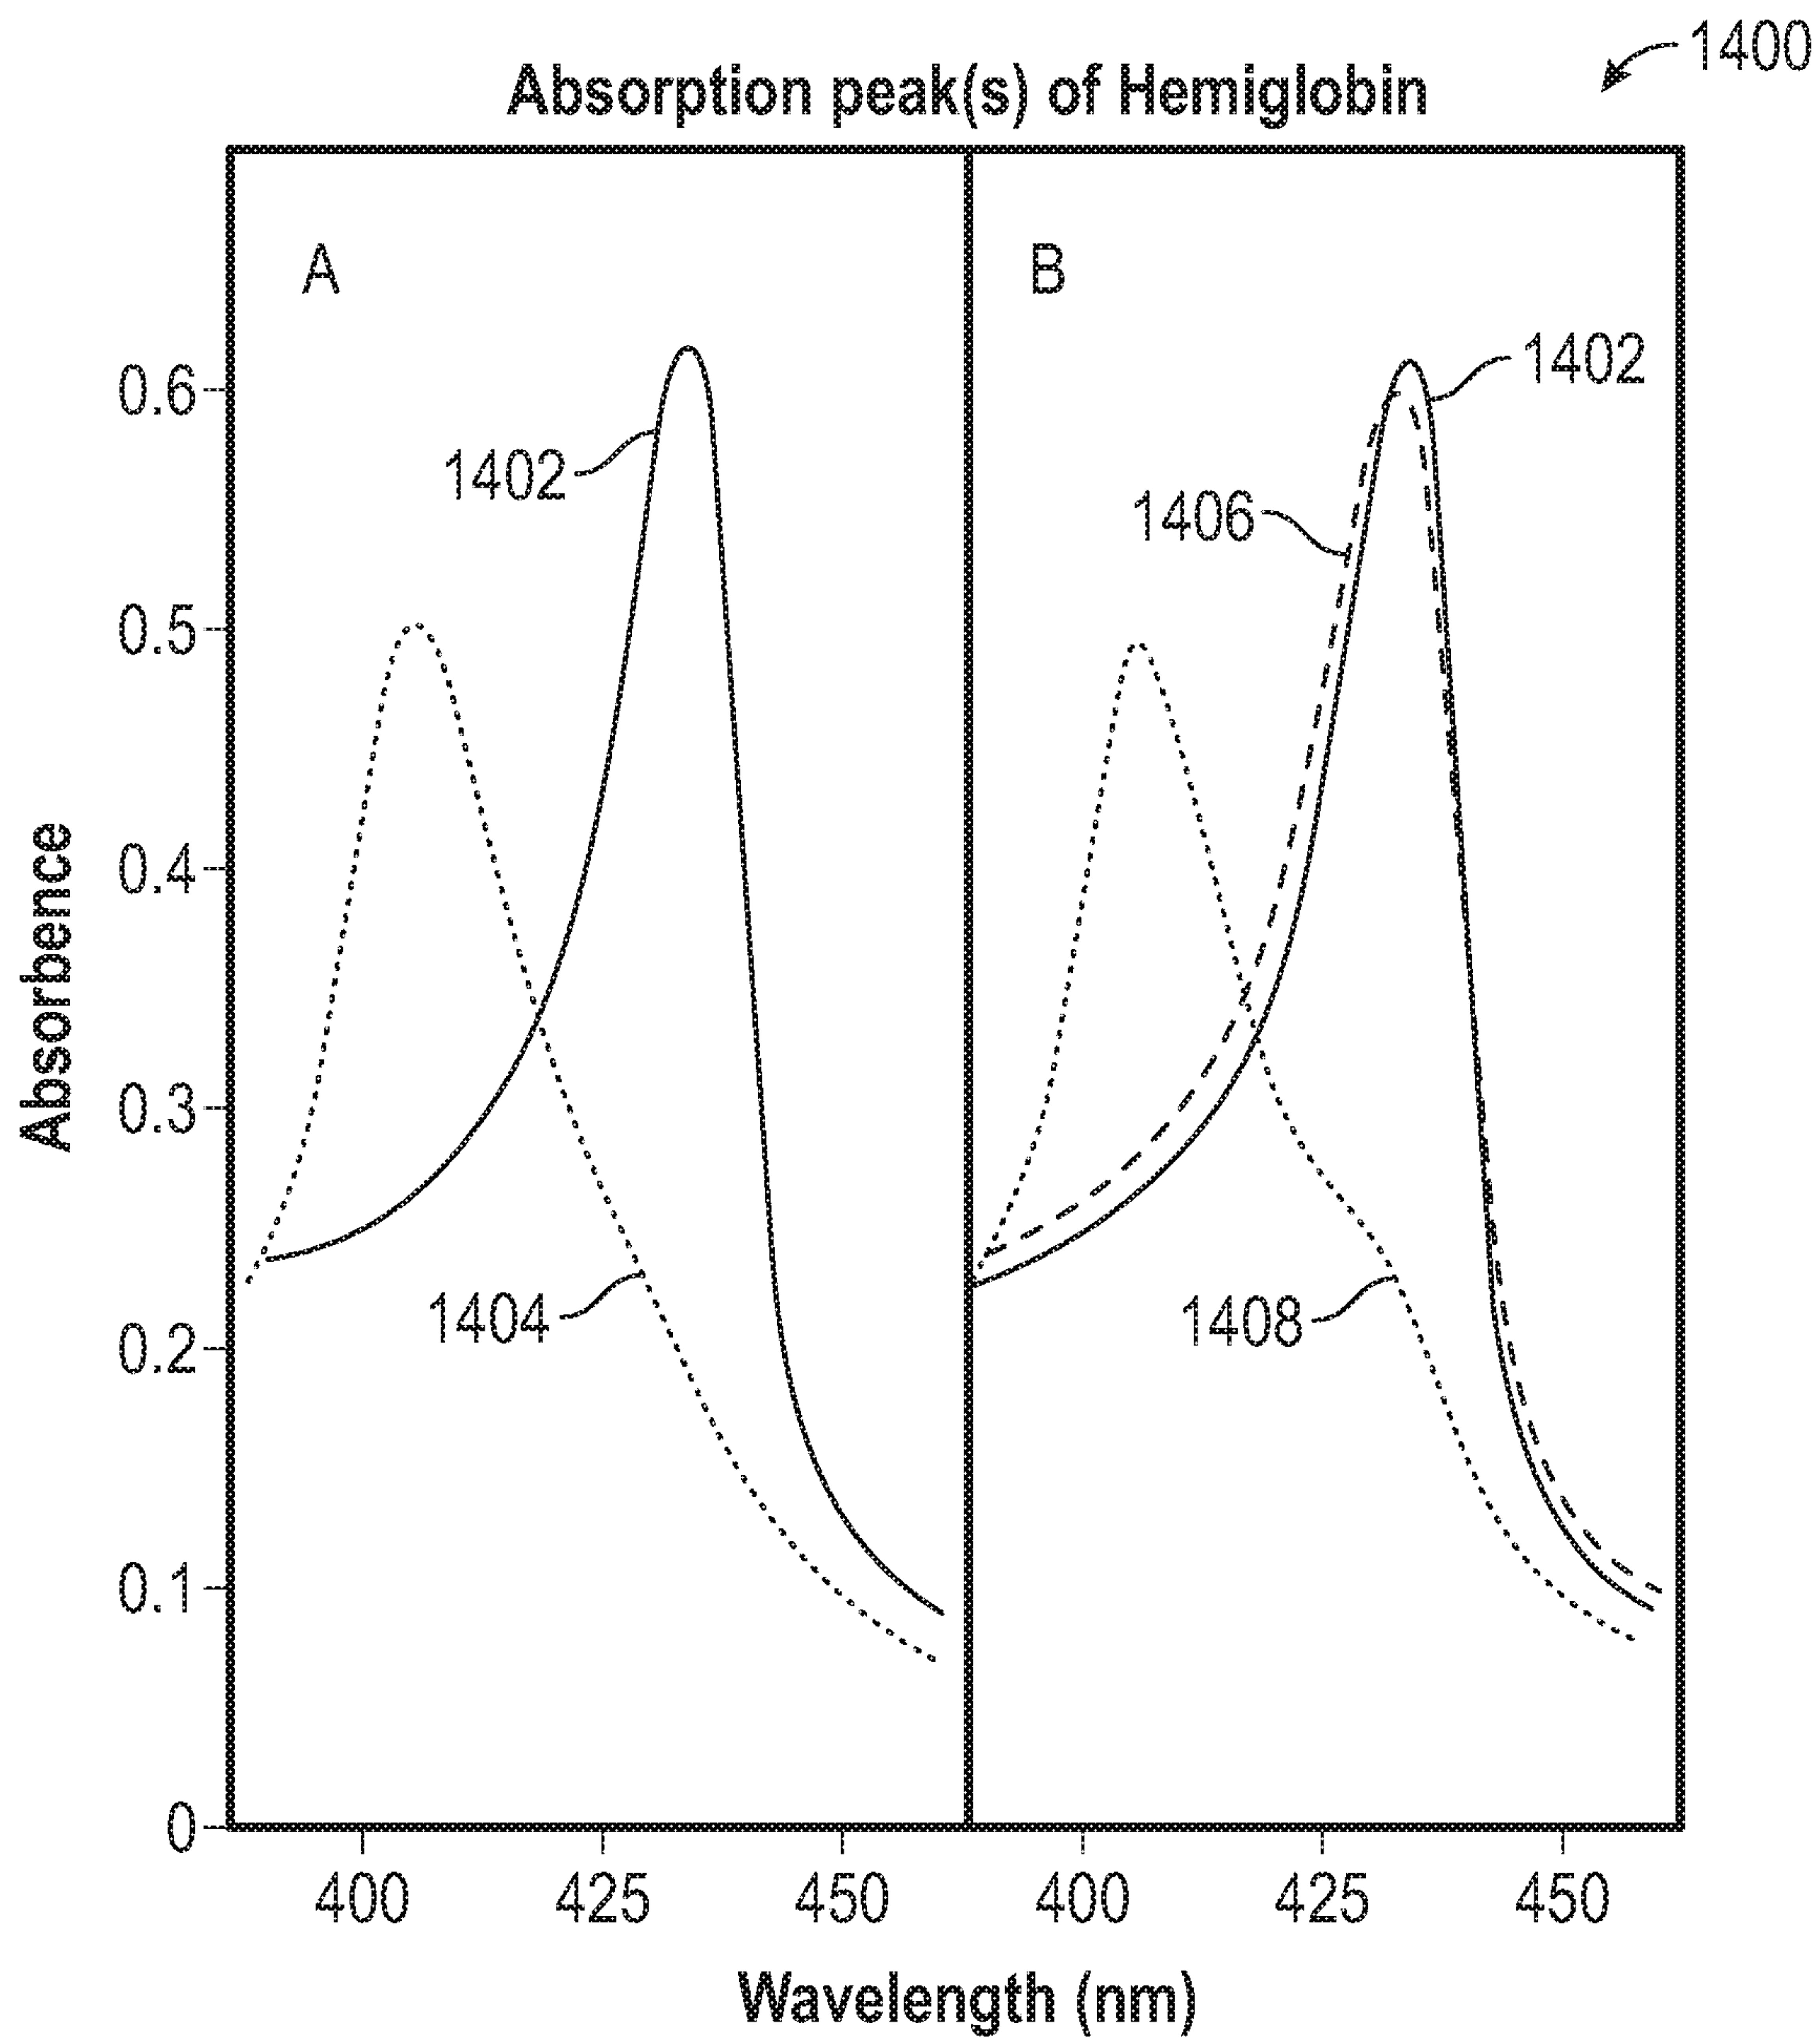 1400
Absorption peak(s) of Hemiglobin
A
B
1402
1402
1406
1404
1408
Absorbence
0.6
0.5
0.4
0.3
0.2
0.1
0
400 425 450 400 425 450
Wavelength (nm)